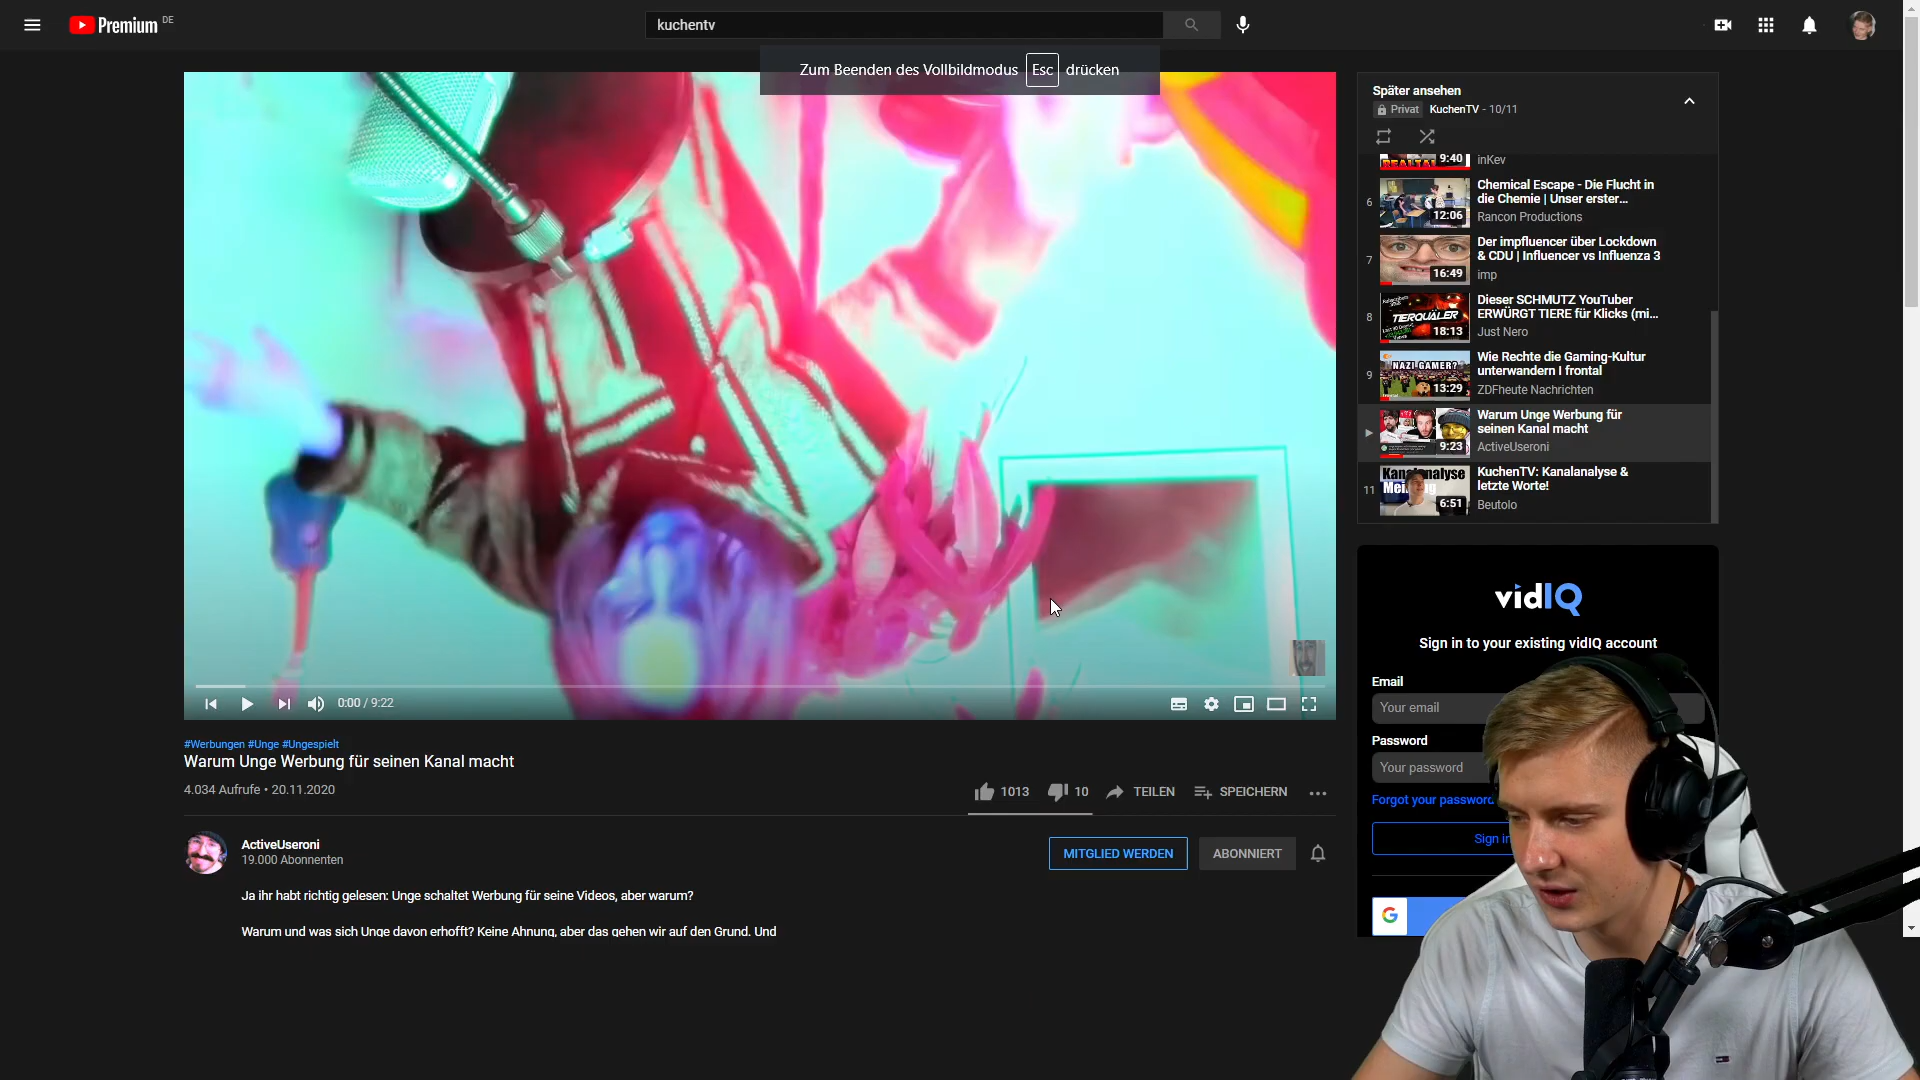 Premium DE
kuchentv
Zum Beenden des Vollbildmodus Esc drücken
0:00 / 9:22
#Werbungen #Unge #Ungespielt
Warum Unge Werbung für seinen Kanal macht
4.034 Aufrufe • 20.11.2020
1013
10
TEILEN
SPEICHERN
ActiveUseroni
19.000 Abonnenten
MITGLIED WERDEN
ABONNIERT
Ja ihr habt richtig gelesen: Unge schaltet Werbung für seine Videos, aber warum?
Warum und was sich Unge davon erhofft? Keine Ahnung, aber das gehen wir auf den Grund. Und
Später ansehen
Privat KuchenTV - 10/11
9:40
inKev
6
12:06
Chemical Escape - Die Flucht in
die Chemie | Unser erster...
Rancon Productions
7
16:49
Der impfluencer über Lockdown
& CDU | Influencer vs Influenza 3
imp
8
TIERQUÄLER
18:13
Dieser SCHMUTZ YouTuber
ERWÜRGT TIERE für Klicks (mi...
Just Nero
9
NAZI GAMER?
13:29
Wie Rechte die Gaming-Kultur
unterwandern I frontal
ZDFheute Nachrichten
9:23
Warum Unge Werbung für
seinen Kanal macht
ActiveUseroni
11
Kanalanalyse
6:51
KuchenTV: Kanalanalyse &
letzte Worte!
Beutolo
vidIQ
Sign in to your existing vidIQ account
Email
Your email
Password
Your password
Forgot your password
Sign in
G